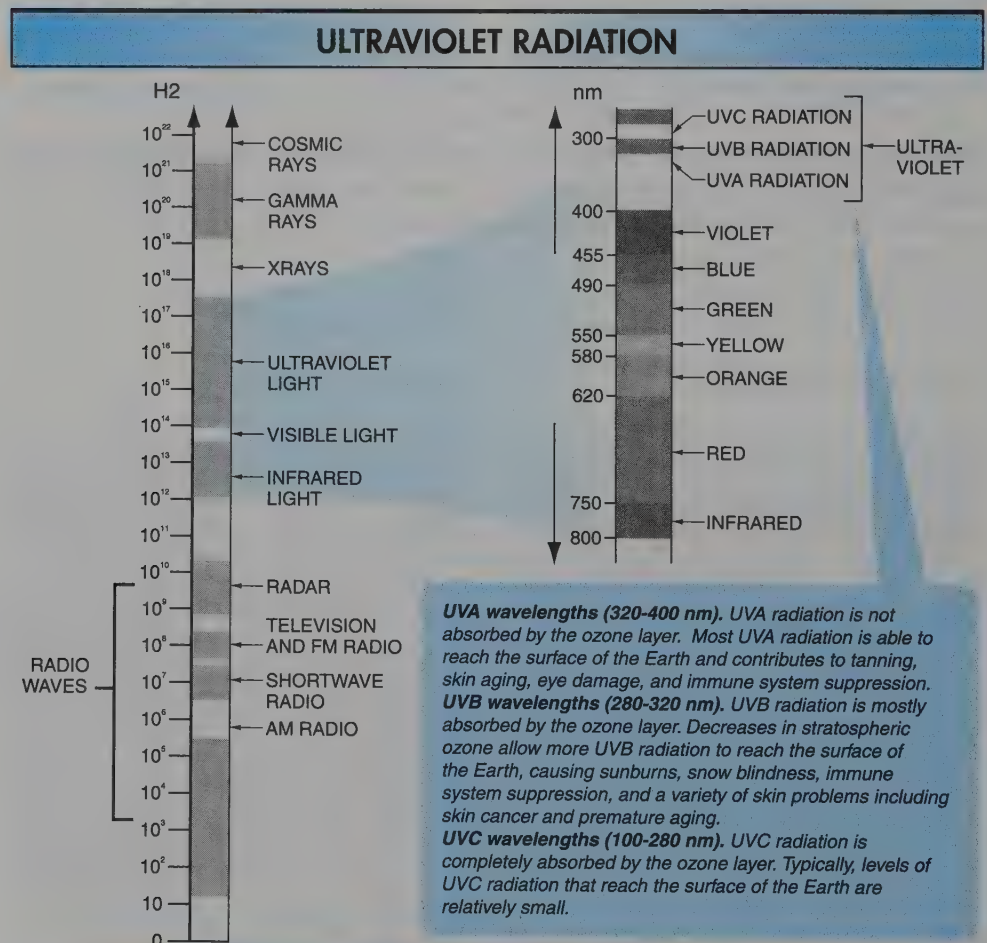 ULTRAVIOLET RADIATION
H2
10²²
10²¹
10²⁰
10¹⁹
10¹⁸
10¹⁷
10¹⁶
10¹⁵
10¹⁴
10¹³
10¹²
10¹¹
10¹⁰
10⁹
10⁸
10⁷
10⁶
10⁵
10⁴
10³
10²
10
0
COSMIC
RAYS
GAMMA
RAYS
XRAYS
ULTRAVIOLET
LIGHT
VISIBLE LIGHT
INFRARED
LIGHT
RADAR
TELEVISION
AND FM RADIO
SHORTWAVE
RADIO
AM RADIO
RADIO
WAVES
nm
300
400
455
490
550
580
620
750
800
UVC RADIATION
UVB RADIATION
UVA RADIATION
ULTRA-
VIOLET
VIOLET
BLUE
GREEN
YELLOW
ORANGE
RED
INFRARED
UVA wavelengths (320-400 nm). UVA radiation is not
absorbed by the ozone layer. Most UVA radiation is able to
reach the surface of the Earth and contributes to tanning,
skin aging, eye damage, and immune system suppression.
UVB wavelengths (280-320 nm). UVB radiation is mostly
absorbed by the ozone layer. Decreases in stratospheric
ozone allow more UVB radiation to reach the surface of
the Earth, causing sunburns, snow blindness, immune
system suppression, and a variety of skin problems including
skin cancer and premature aging.
UVC wavelengths (100-280 nm). UVC radiation is
completely absorbed by the ozone layer. Typically, levels of
UVC radiation that reach the surface of the Earth are
relatively small.